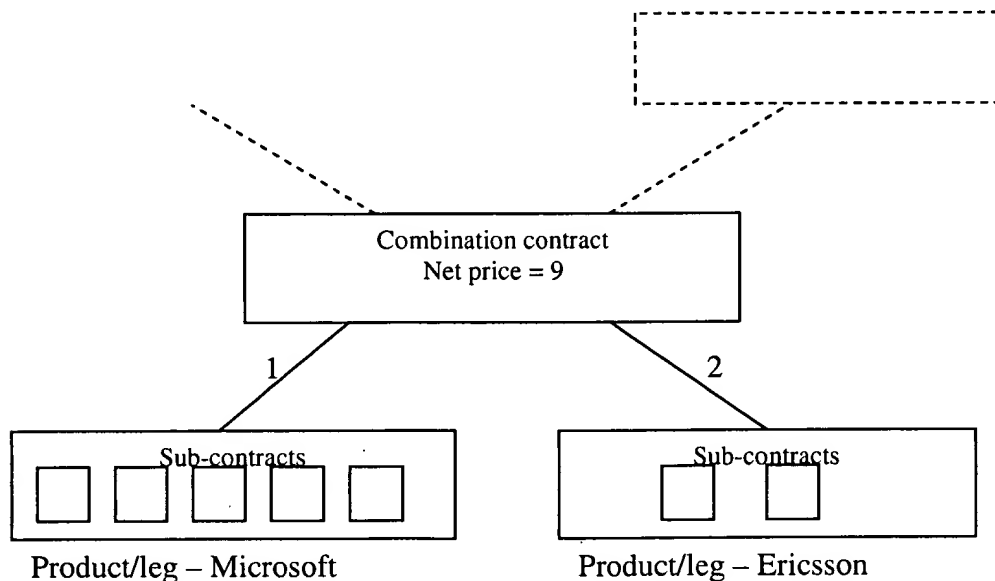 Combination contract
Net price = 9
1
2
Sub-contracts
Sub-contracts
Product/leg – Microsoft
Product/leg – Ericsson